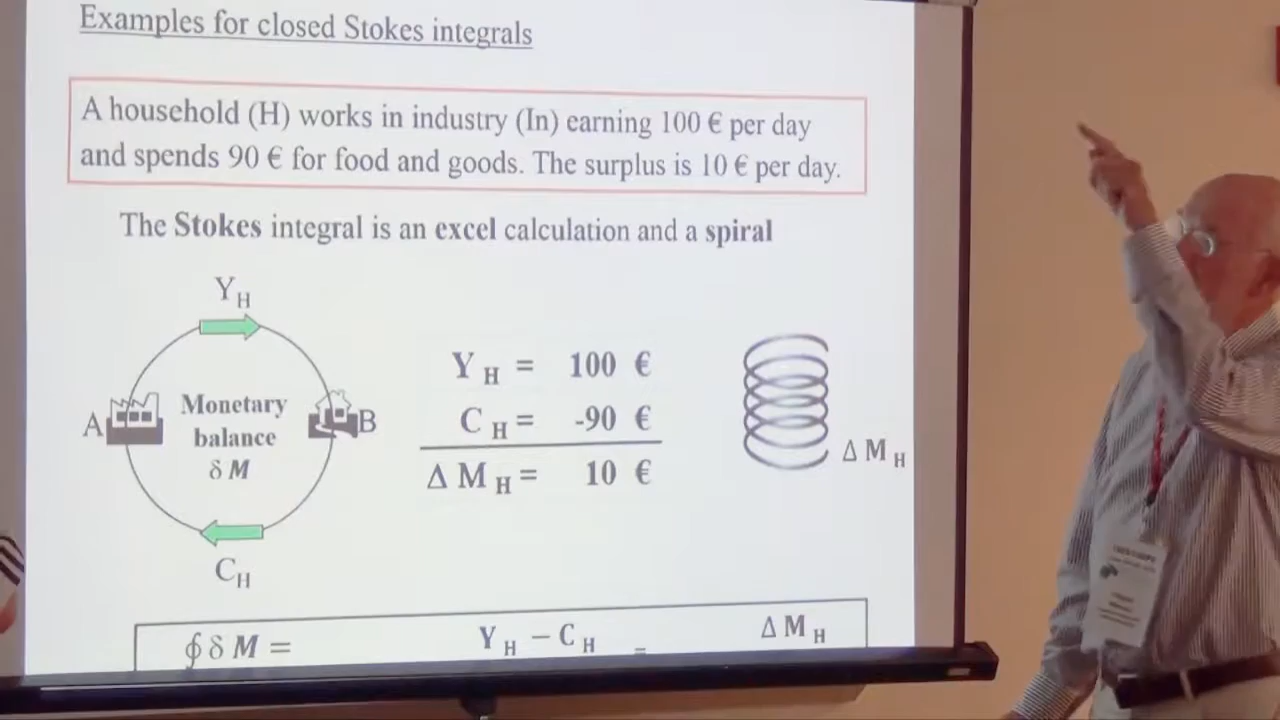 Examples for closed Stokes integrals
A household (H) works in industry (In) earning 100 € per day
and spends 90 € for food and goods. The surplus is 10 € per day.
The Stokes integral is an excel calculation and a spiral
Y H
A
Monetary
balance
δ M
B
C H
Y H = 100 €
C H = -90 €
Δ M H = 10 €
Δ M H
∮ δ M = Y H – C H = Δ M H